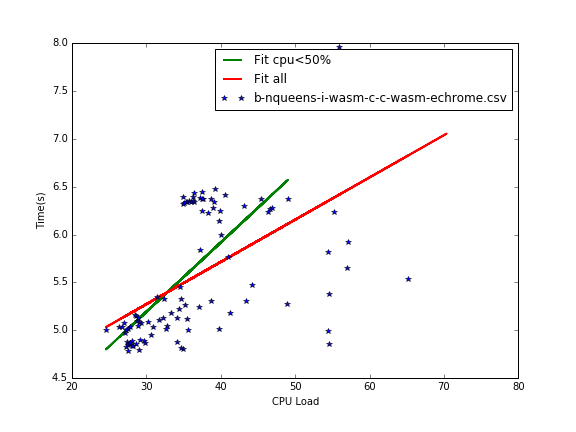 8.0
7.5
7.0
6.5
6.0
5.5
5.0
4.5
Time(s)
Fit cpu<50%
Fit all
b-nqueens-i-wasm-c-c-wasm-echrome.csv
20 30 40 50 60 70 80
CPU Load